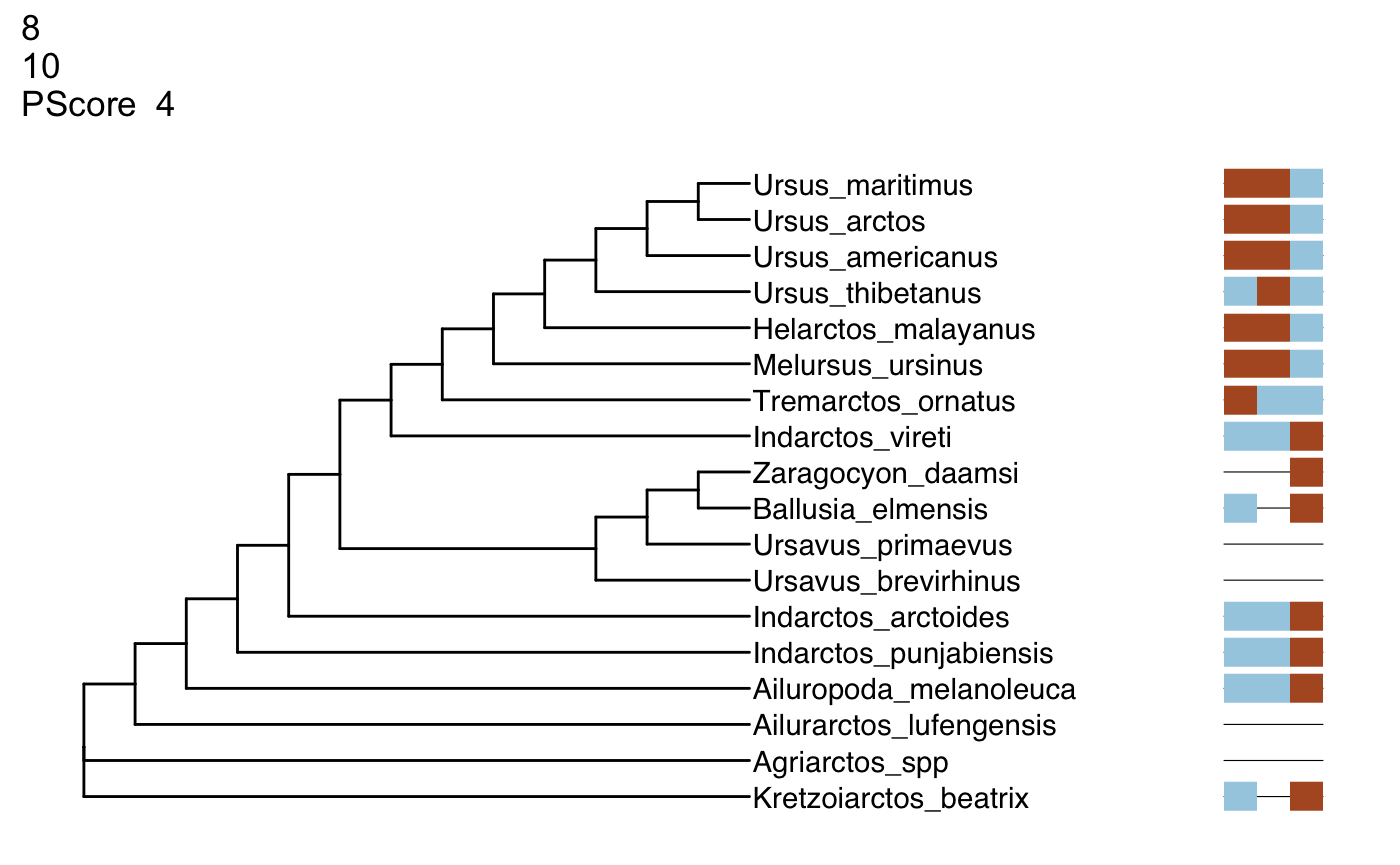 8
10
PScore 4
Ursus_maritimus
Ursus_arctos
Ursus_americanus
Ursus_thibetanus
Helarctos_malayanus
Melursus_ursinus
Tremarctos_ornatus
Indarctos_vireti
Zaragocyon_daamsi
Ballusia_elmensis
Ursavus_primaevus
Ursavus_brevirhinus
Indarctos_arctoides
Indarctos_punjabiensis
Ailuropoda_melanoleuca
Ailurarctos_lufengensis
Agriarctos_spp
Kretzoiarctos_beatrix